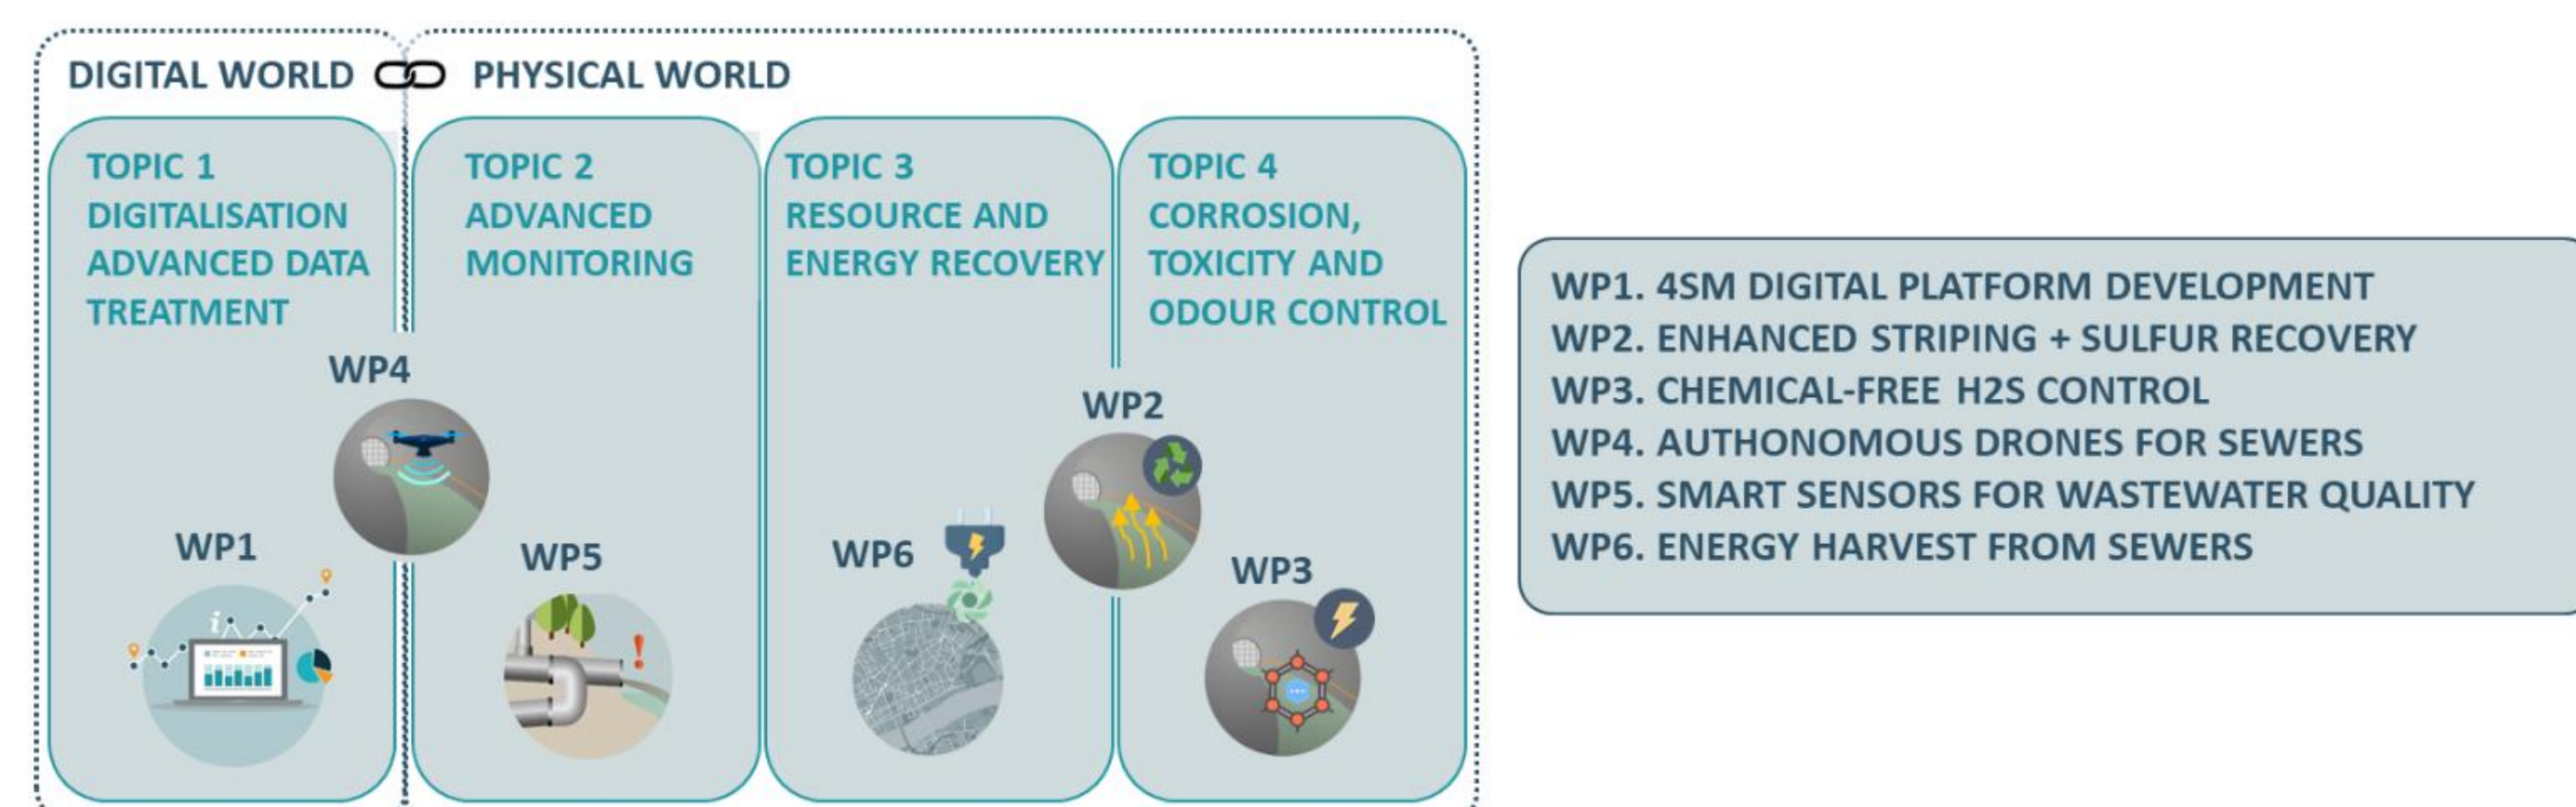 DIGITAL WORLD
PHYSICAL WORLD
TOPIC 1
DIGITALISATION
ADVANCED DATA
TREATMENT
TOPIC 2
ADVANCED
MONITORING
TOPIC 3
RESOURCE AND
ENERGY RECOVERY
TOPIC 4
CORROSION,
TOXICITY AND
ODOUR CONTROL
WP4
WP1
WP5
WP6
WP2
WP3
i
!
WP1. 4SM DIGITAL PLATFORM DEVELOPMENT
WP2. ENHANCED STRIPING + SULFUR RECOVERY
WP3. CHEMICAL-FREE H2S CONTROL
WP4. AUTHONOMOUS DRONES FOR SEWERS
WP5. SMART SENSORS FOR WASTEWATER QUALITY
WP6. ENERGY HARVEST FROM SEWERS